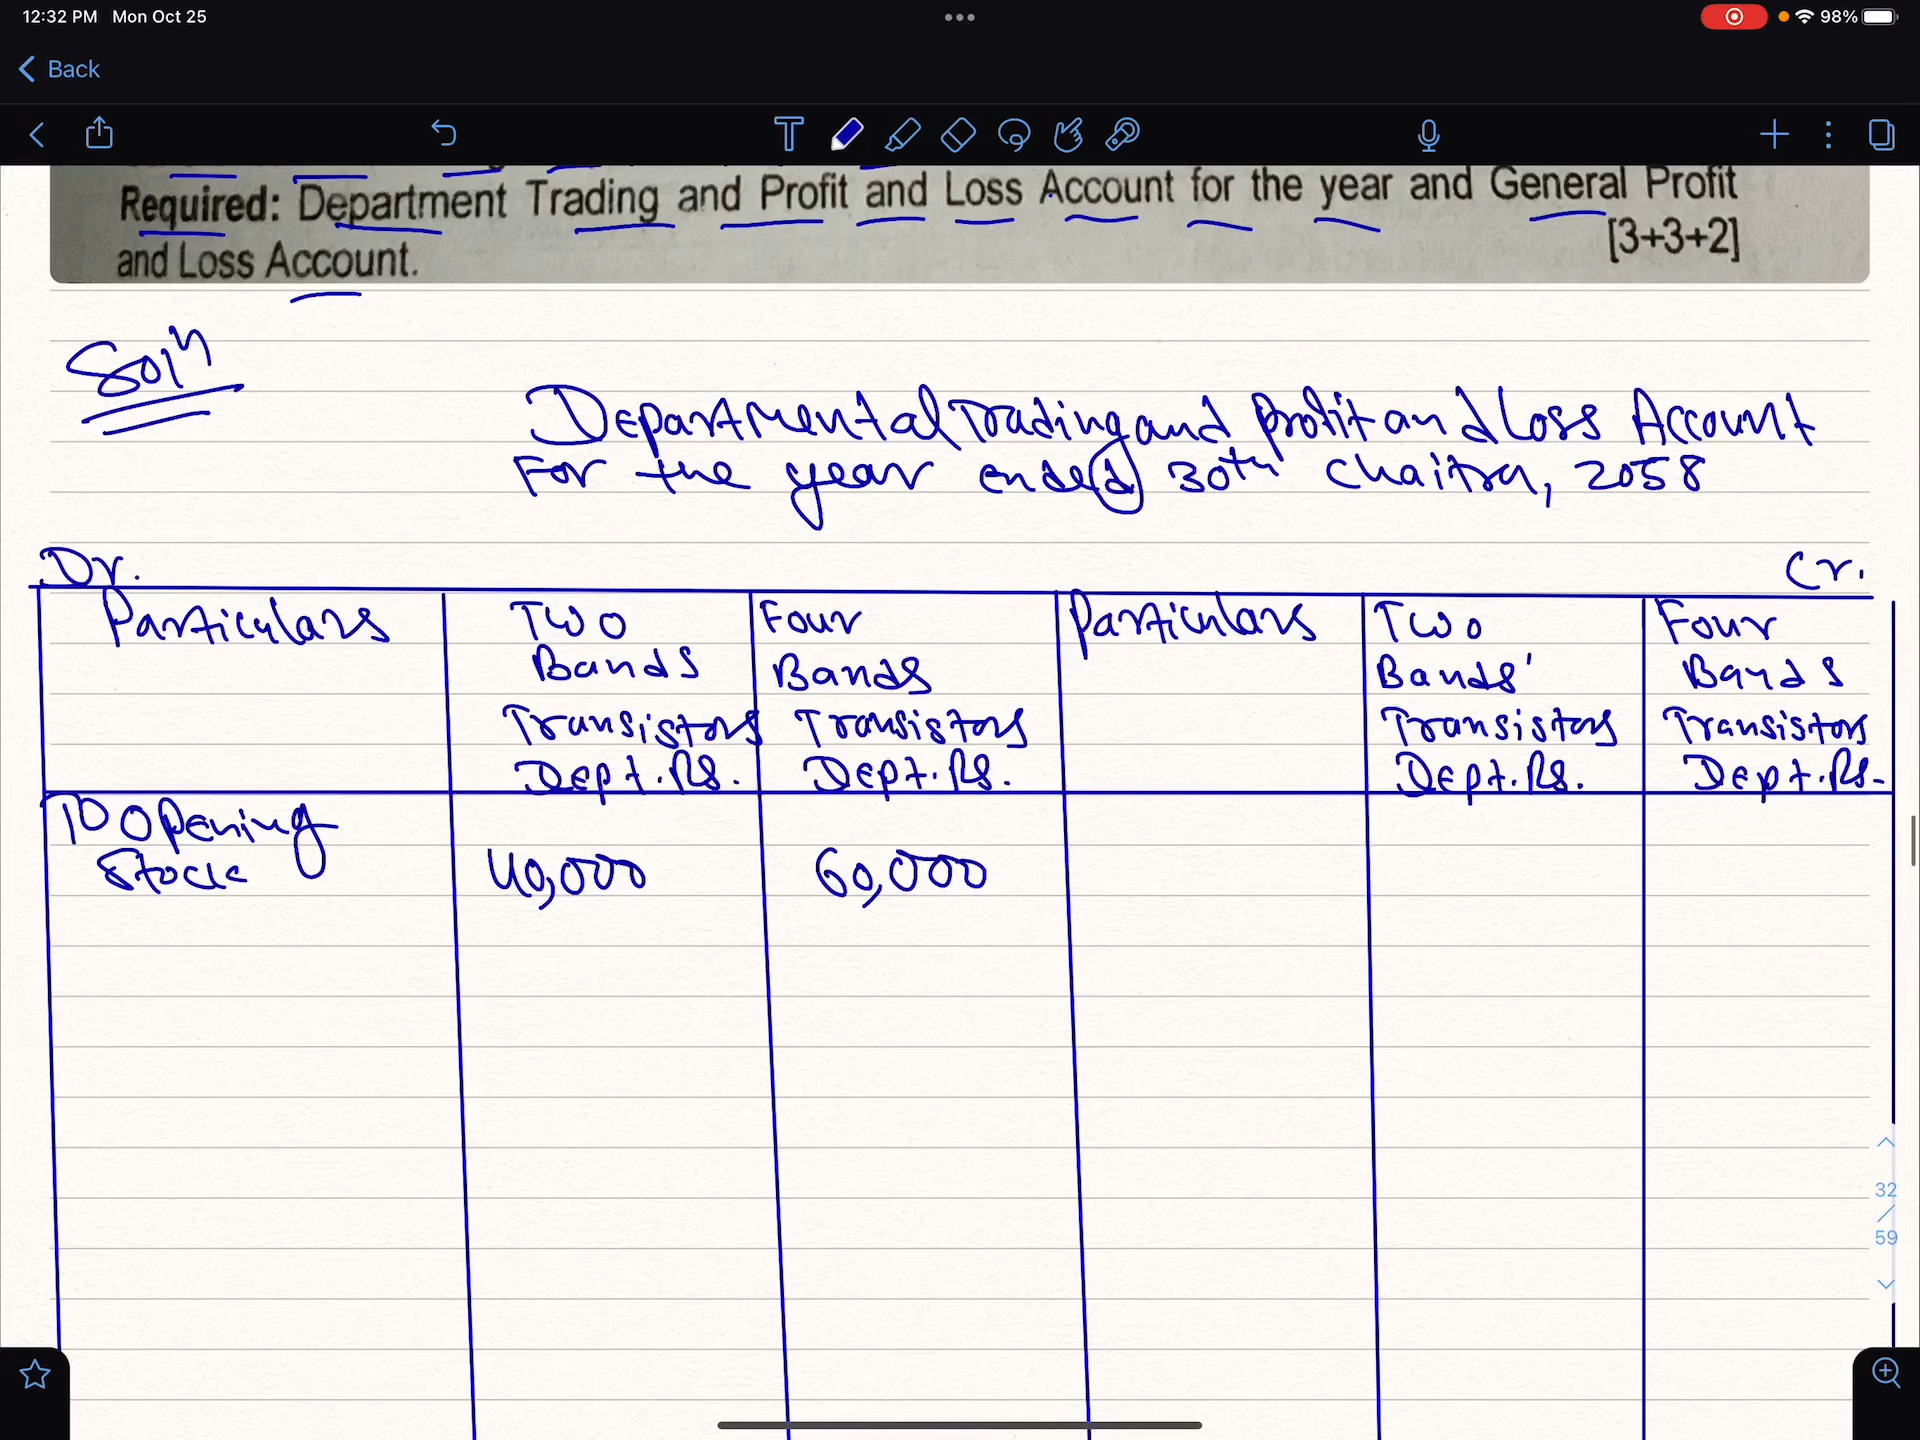 12:32 PM Mon Oct 25
98%
Back
Required: Department Trading and Profit and Loss Account for the year and General Profit
and Loss Account.
[3+3+2]
Solⁿ
Departmental Trading and Profit and Loss Account
For the year ended 30th Chaitra, 2058
Dr.
Cr.
Particulars Two Four Particulars Two Four
Bands Bands Bands' Bands
Transistors Transistors Transistors Transistors
Dept. Rs. Dept. Rs. Dept. Rs. Dept. Rs.
To Opening
Stock 40,000 60,000
32
/
59